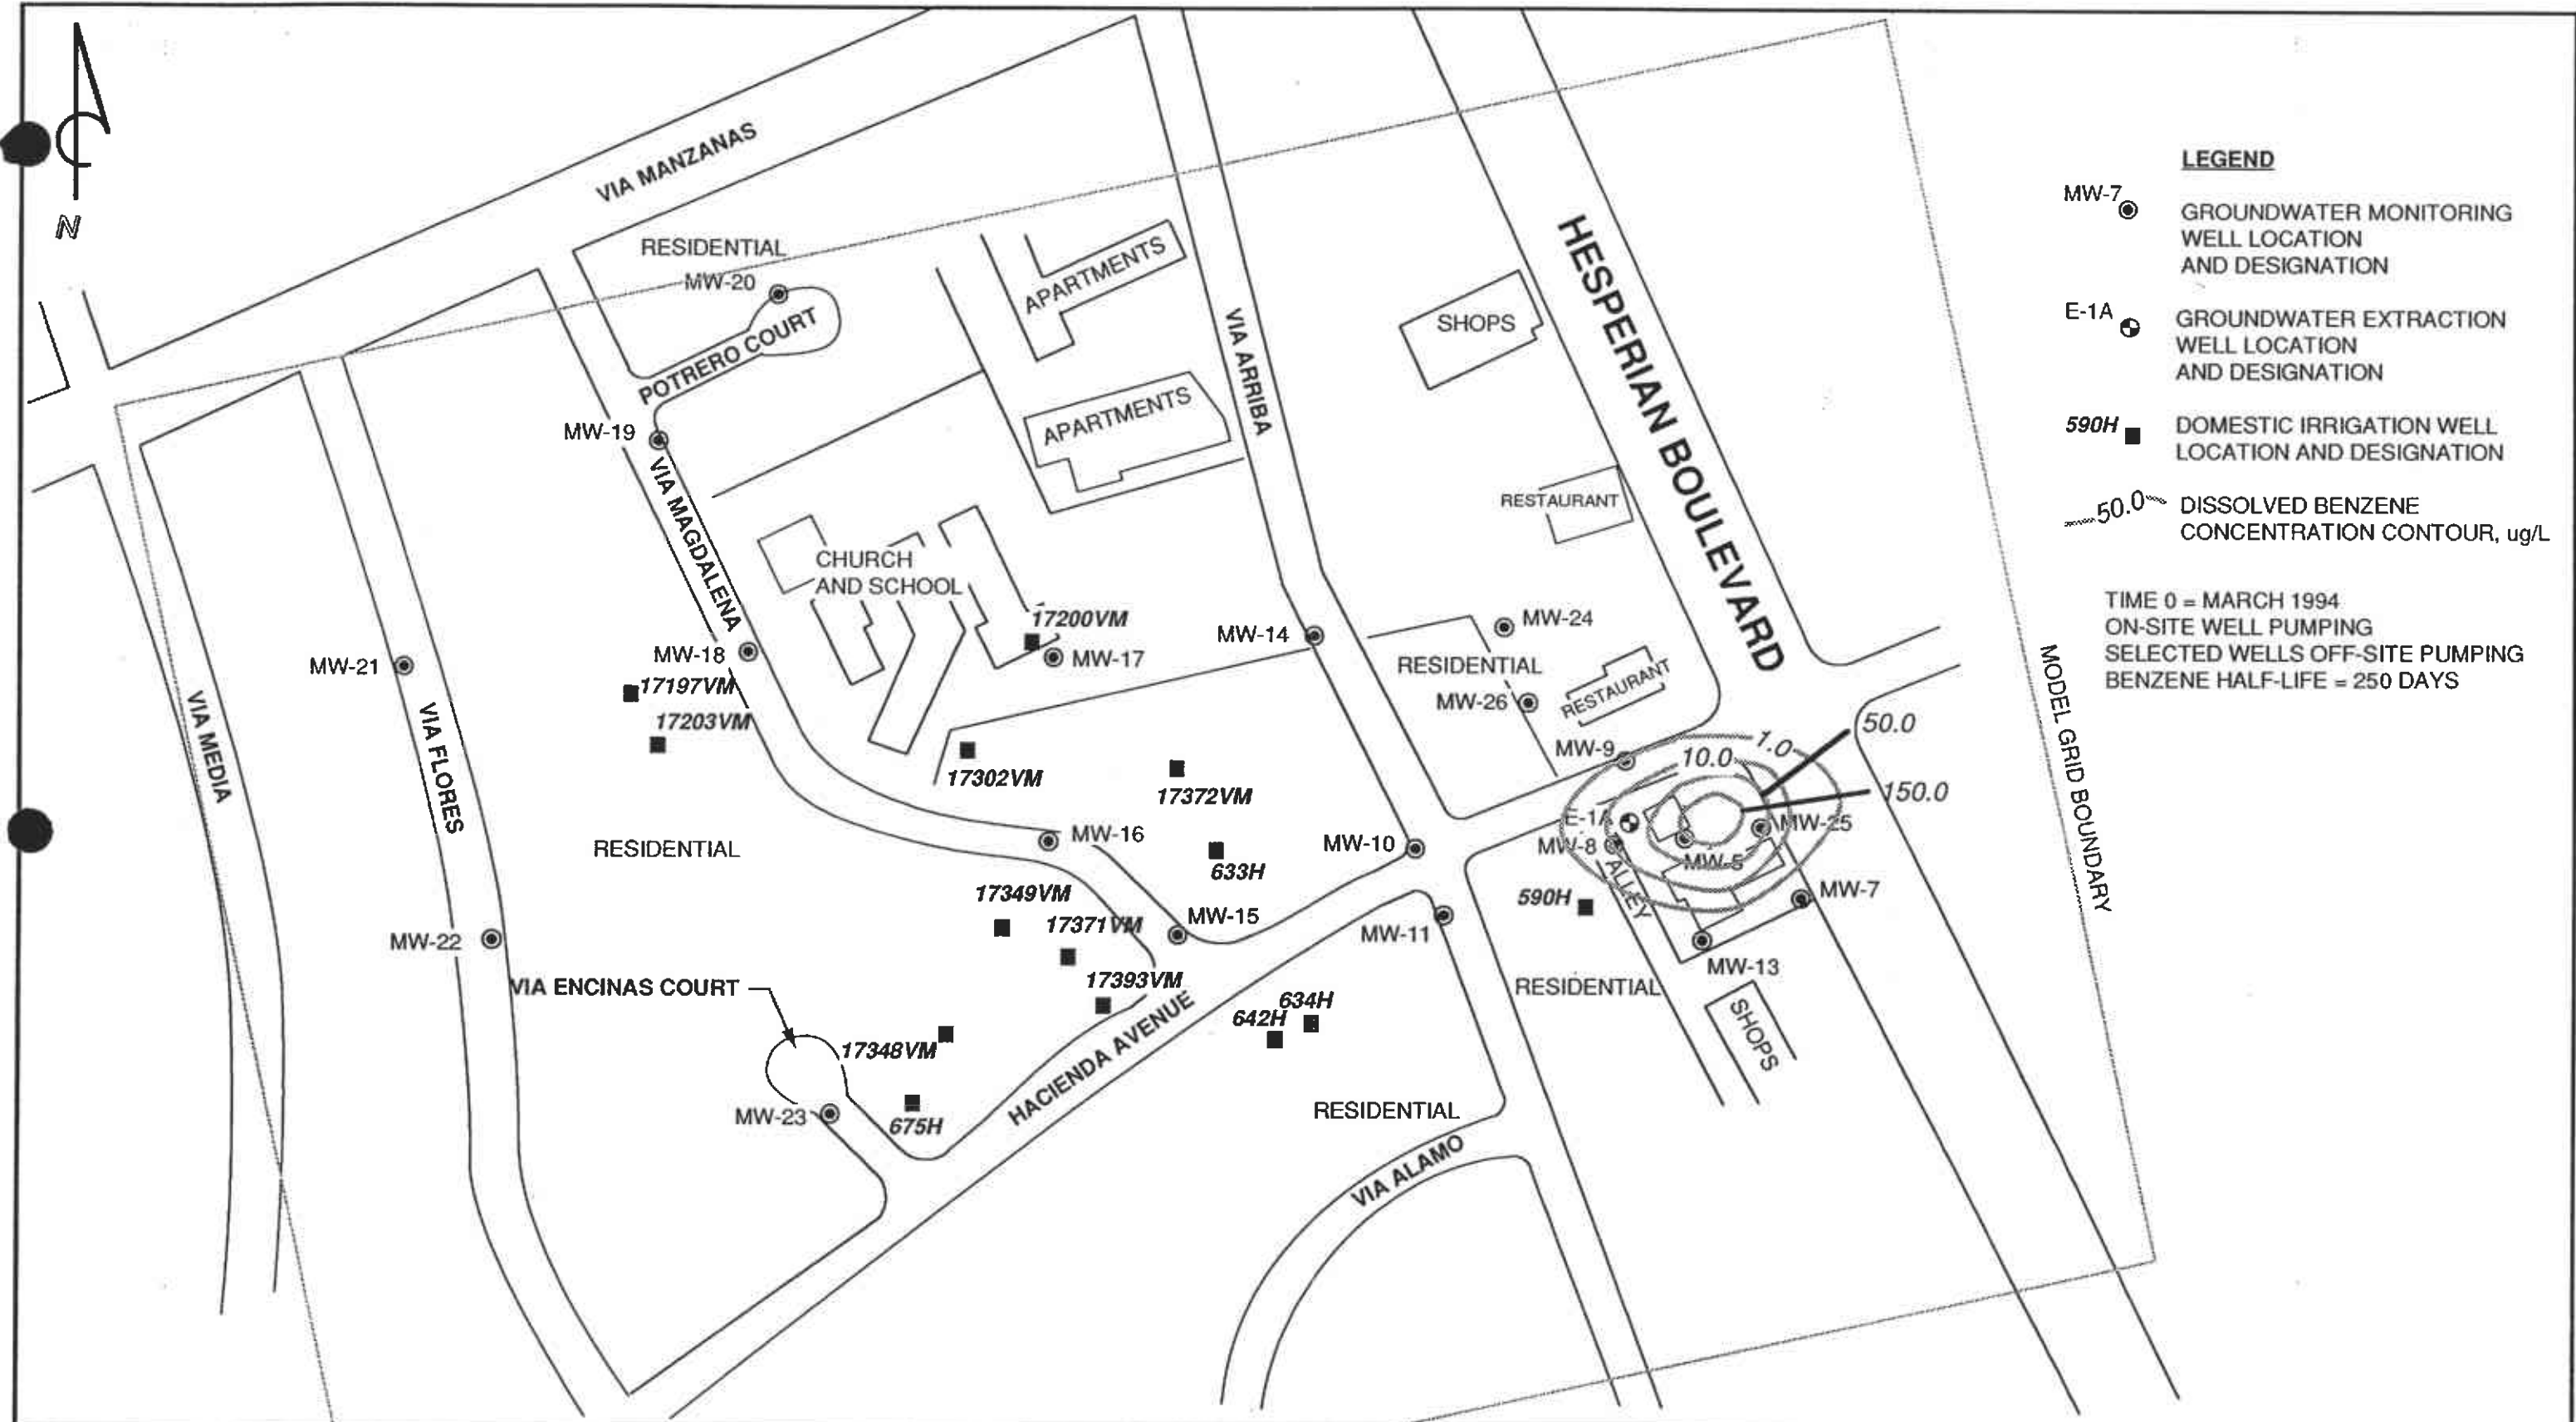 N
VIA MANZANAS
RESIDENTIAL
MW-20
POTRERO COURT
APARTMENTS
APARTMENTS
MW-19
VIA MAGDALENA
VIA ARRIBA
SHOPS
HESPERIAN BOULEVARD
RESTAURANT
CHURCH
AND SCHOOL
17200VM
MW-17
MW-14
MW-24
RESIDENTIAL
RESTAURANT
MW-26
MW-21
MW-18
17197VM
17203VM
VIA MEDIA
VIA FLORES
17302VM
17372VM
MW-9
10.0
1.0
50.0
150.0
E-1A
MW-25
MW-8
MW-5
ALLEY
MW-7
MW-13
590H
RESIDENTIAL
MW-16
633H
MW-10
17349VM
17371VM
MW-15
MW-11
MW-22
VIA ENCINAS COURT
17393VM
634H
642H
RESIDENTIAL
SHOPS
17348VM
HACIENDA AVENUE
MW-23
675H
RESIDENTIAL
VIA ALAMO
MODEL GRID BOUNDARY
LEGEND
MW-7
GROUNDWATER MONITORING
WELL LOCATION
AND DESIGNATION
E-1A
GROUNDWATER EXTRACTION
WELL LOCATION
AND DESIGNATION
590H
DOMESTIC IRRIGATION WELL
LOCATION AND DESIGNATION
50.0
DISSOLVED BENZENE
CONCENTRATION CONTOUR, ug/L
TIME 0 = MARCH 1994
ON-SITE WELL PUMPING
SELECTED WELLS OFF-SITE PUMPING
BENZENE HALF-LIFE = 250 DAYS